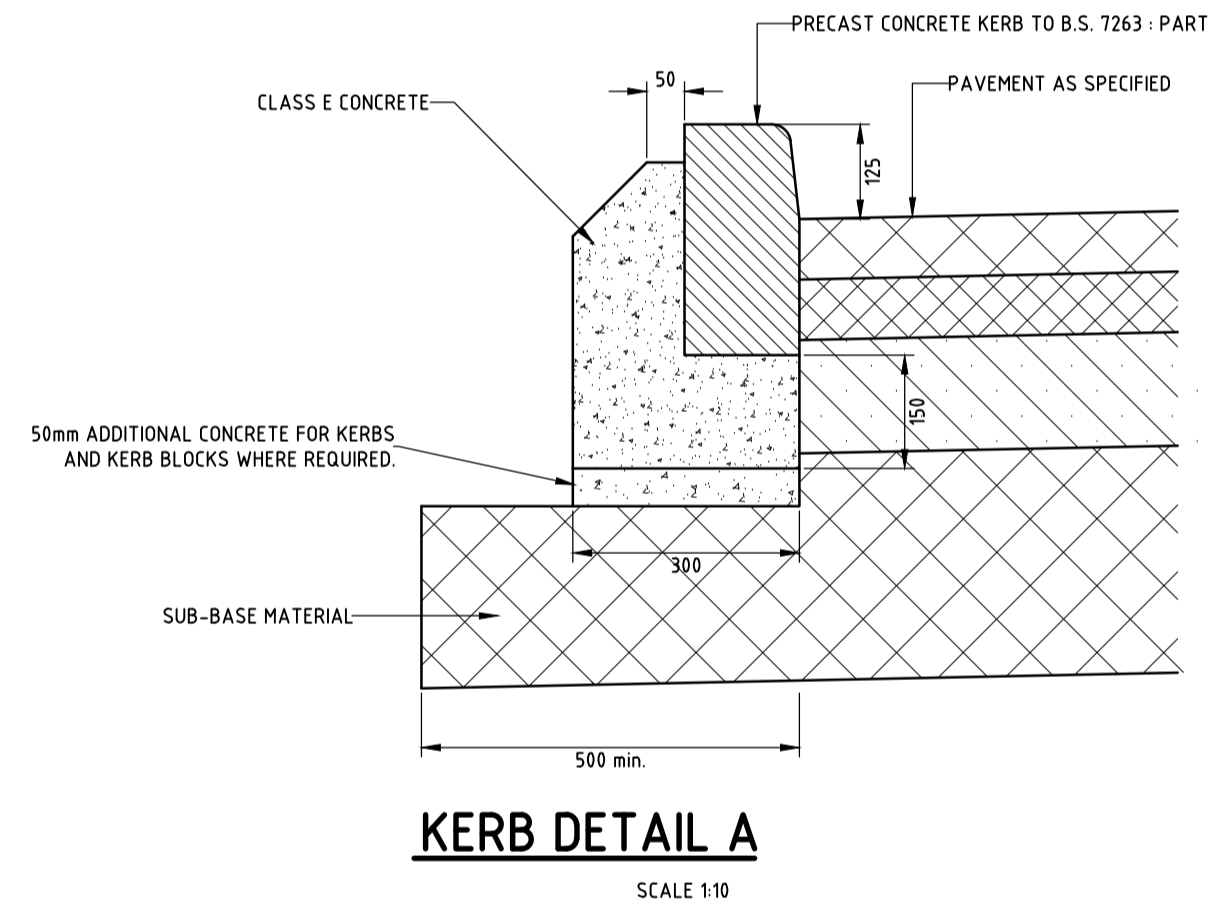 PRECAST CONCRETE KERB TO B.S. 7263 : PART
50
CLASS E CONCRETE
PAVEMENT AS SPECIFIED
125
150
50mm ADDITIONAL CONCRETE FOR KERBS
AND KERB BLOCKS WHERE REQUIRED.
300
SUB-BASE MATERIAL
500 min.
KERB DETAIL A
SCALE 1:10